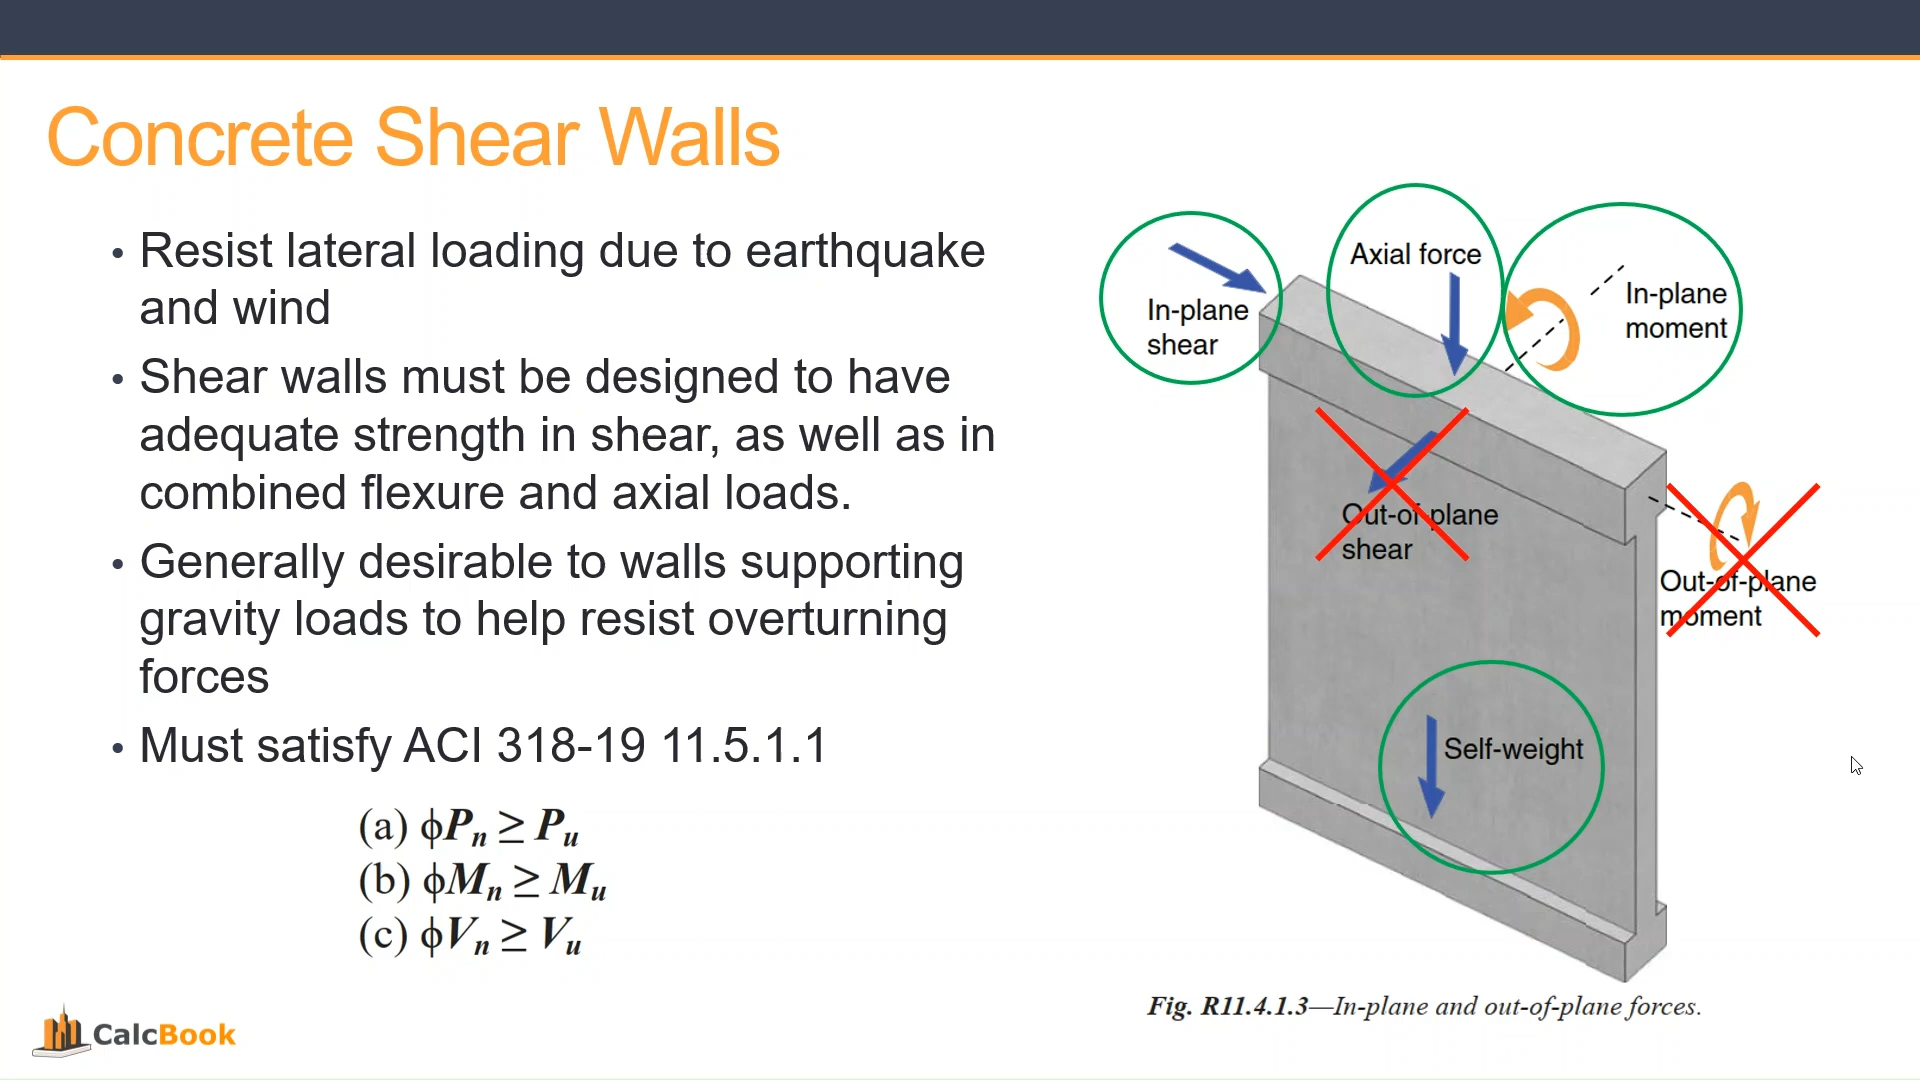 Concrete Shear Walls
• Resist lateral loading due to earthquake
and wind
• Shear walls must be designed to have
adequate strength in shear, as well as in
combined flexure and axial loads.
• Generally desirable to walls supporting
gravity loads to help resist overturning
forces
• Must satisfy ACI 318-19 11.5.1.1
(a) ϕPn ≥ Pu
(b) ϕMn ≥ Mu
(c) ϕVn ≥ Vu
In-plane
shear
Axial force
In-plane
moment
Out-of-plane
shear
Out-of-plane
moment
Self-weight
Fig. R11.4.1.3—In-plane and out-of-plane forces.
CalcBook